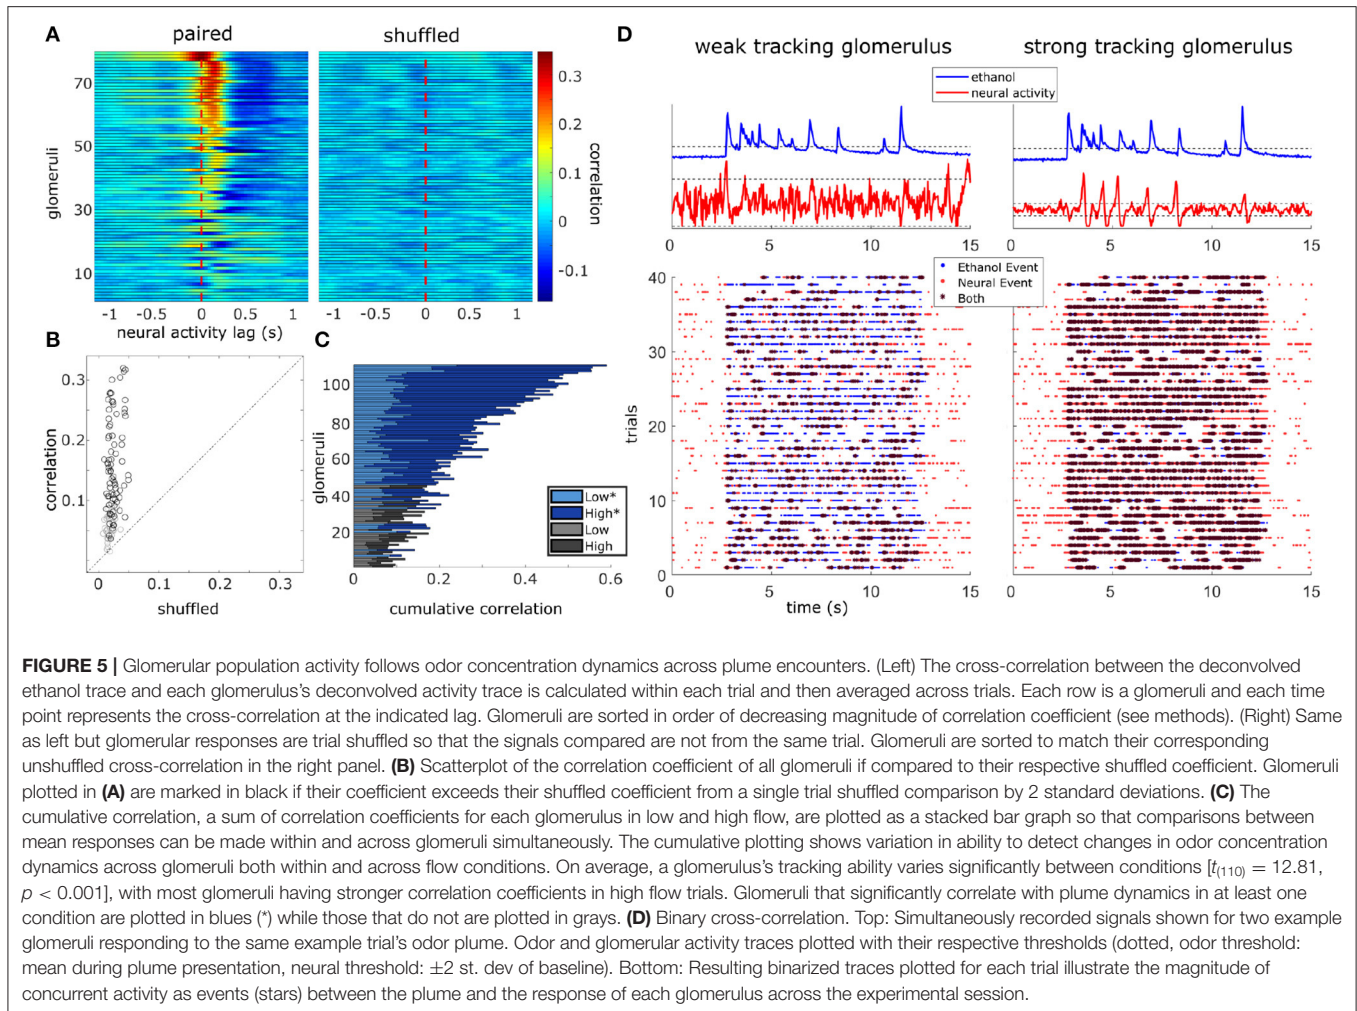 A
paired
shuffled
glomeruli
70
50
30
10
-1 -0.5 0 0.5 1
-1 -0.5 0 0.5 1
neural activity lag (s)
0.3
0.2
0.1
0
-0.1
correlation
B
correlation
0.3
0.2
0.1
0 0.1 0.2 0.3
shuffled
C
glomeruli
100
80
60
40
20
Low*
High*
Low
High
0 0.2 0.4 0.6
cumulative correlation
D
weak tracking glomerulus
strong tracking glomerulus
ethanol
neural activity
0 5 10 15
0 5 10 15
Ethanol Event
Neural Event
Both
trials
40
30
20
10
0
0 5 10 15
0 5 10 15
time (s)
FIGURE 5 | Glomerular population activity follows odor concentration dynamics across plume encounters. (Left) The cross-correlation between the deconvolved
ethanol trace and each glomerulus's deconvolved activity trace is calculated within each trial and then averaged across trials. Each row is a glomeruli and each time
point represents the cross-correlation at the indicated lag. Glomeruli are sorted in order of decreasing magnitude of correlation coefficient (see methods). (Right) Same
as left but glomerular responses are trial shuffled so that the signals compared are not from the same trial. Glomeruli are sorted to match their corresponding
unshuffled cross-correlation in the right panel. (B) Scatterplot of the correlation coefficient of all glomeruli if compared to their respective shuffled coefficient. Glomeruli
plotted in (A) are marked in black if their coefficient exceeds their shuffled coefficient from a single trial shuffled comparison by 2 standard deviations. (C) The
cumulative correlation, a sum of correlation coefficients for each glomerulus in low and high flow, are plotted as a stacked bar graph so that comparisons between
mean responses can be made within and across glomeruli simultaneously. The cumulative plotting shows variation in ability to detect changes in odor concentration
dynamics across glomeruli both within and across flow conditions. On average, a glomerulus's tracking ability varies significantly between conditions [t(110) = 12.81,
p < 0.001], with most glomeruli having stronger correlation coefficients in high flow trials. Glomeruli that significantly correlate with plume dynamics in at least one
condition are plotted in blues (*) while those that do not are plotted in grays. (D) Binary cross-correlation. Top: Simultaneously recorded signals shown for two example
glomeruli responding to the same example trial's odor plume. Odor and glomerular activity traces plotted with their respective thresholds (dotted, odor threshold:
mean during plume presentation, neural threshold: ±2 st. dev of baseline). Bottom: Resulting binarized traces plotted for each trial illustrate the magnitude of
concurrent activity as events (stars) between the plume and the response of each glomerulus across the experimental session.